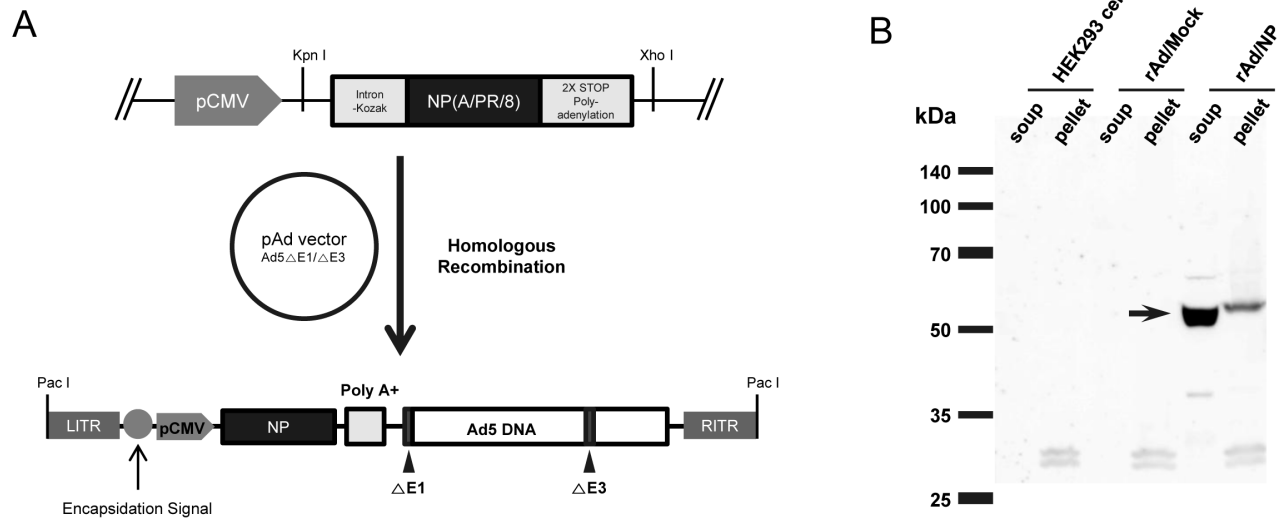 A
Kpn I
Xho I
pCMV
Intron
-Kozak
NP(A/PR/8)
2X STOP
Poly-
adenylation
pAd vector
Ad5△E1/△E3
Homologous
Recombination
Pac I
Poly A+
Pac I
LITR
pCMV
NP
Ad5 DNA
RITR
△E1
△E3
Encapsidation Signal
B
HEK293
rAd/Mock
rAd/NP
kDa
soup
pellet
soup
pellet
soup
pellet
140
100
70
50
35
25